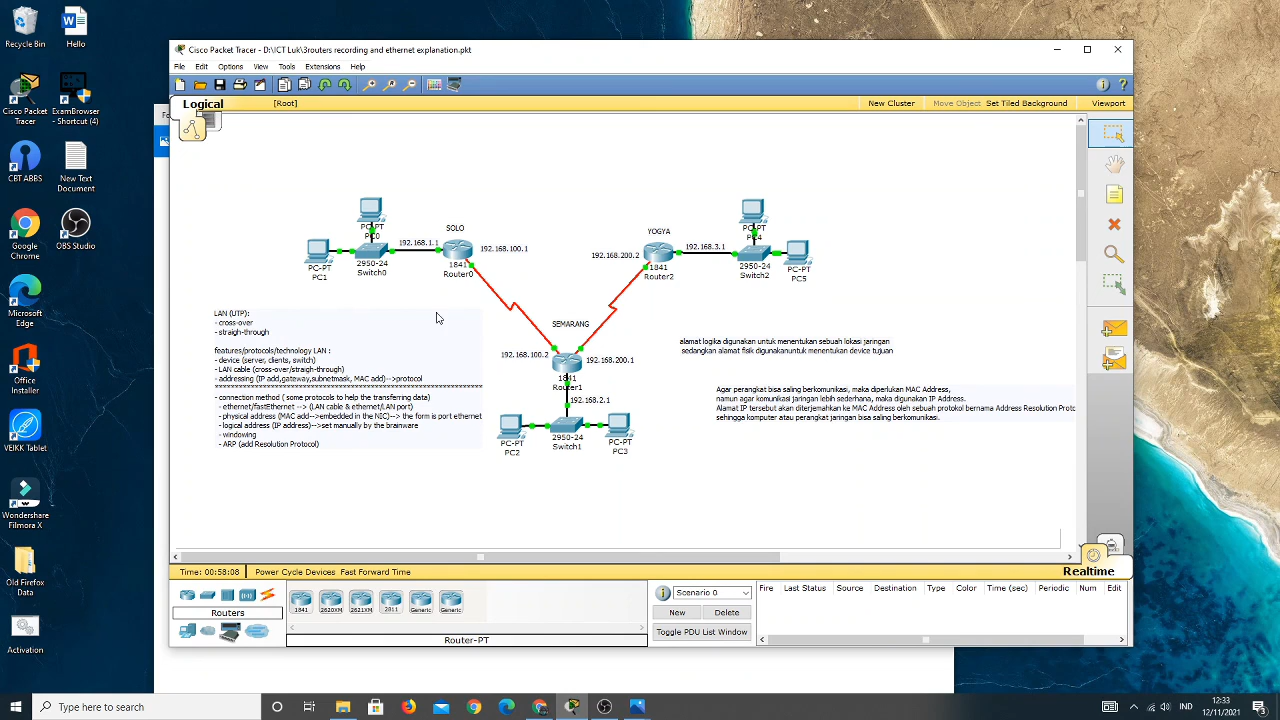 Recycle Bin
Hello
Cisco Packet Tracer
ExamBrowser - Shortcut (4)
CBT ABBS
New Text Document
Google Chrome
OBS Studio
Microsoft Edge
Office Installer
VEIKK Tablet
Wondershare Filmora X
Old Firefox Data
Activation
Cisco Packet Tracer - D:\ICT Luk\3routers recording and ethernet explanation.pkt
File Edit Options View Tools Extensions Help
Logical
[Root]
New Cluster
Move Object
Set Tiled Background
Viewport
PC-PT
PC0
PC-PT
PC1
2950-24
Switch0
192.168.1.1
SOLO
192.168.100.1
1841
Router0
YOGYA
192.168.200.2
1841
Router2
192.168.3.1
PC-PT
PC4
2950-24
Switch2
PC-PT
PC5
SEMARANG
192.168.100.2
192.168.200.1
1841
Router1
192.168.2.1
PC-PT
PC2
2950-24
Switch1
PC-PT
PC3
LAN (UTP):
- cross-over
- straigh-through
features/protocols/technology LAN :
- device (server, clients, switch)
- LAN cable (cross-over/straigh-through)
- addressing (IP add,gateway,subnetmask, MAC add)-->protocol
- connection method ( some protocols to help the transferring data)
- ethernet/fastEthernet --> (LAN cable & ethernet/LAN port)
- physical address (MAC add)-->embedded in the NIC)--> the form is port ethernet
- logical address (IP address)-->set manually by the brainware
- windowing
- ARP (add Resolution Protocol)
alamat logika digunakan untuk menentukan sebuah lokasi jaringan
sedangkan alamat fisik digunakanuntuk menentukan device tujuan
Agar perangkat bisa saling berkomunikasi, maka diperlukan MAC Address,
namun agar komunikasi jaringan lebih sederhana, maka digunakan IP Address.
Alamat IP tersebut akan diterjemahkan ke MAC Address oleh sebuah protokol bernama Address Resolution Proto
sehingga komputer atau perangkat jaringan bisa saling berkomunikasi.
Time: 00:58:08
Power Cycle Devices Fast Forward Time
Realtime
Routers
1841
2620XM
2621XM
2811
Generic
Generic
Router-PT
Scenario 0
New
Delete
Toggle PDU List Window
Fire Last Status Source Destination Type Color Time (sec) Periodic Num Edit
Type here to search
IND
12:33
12/11/2021
3